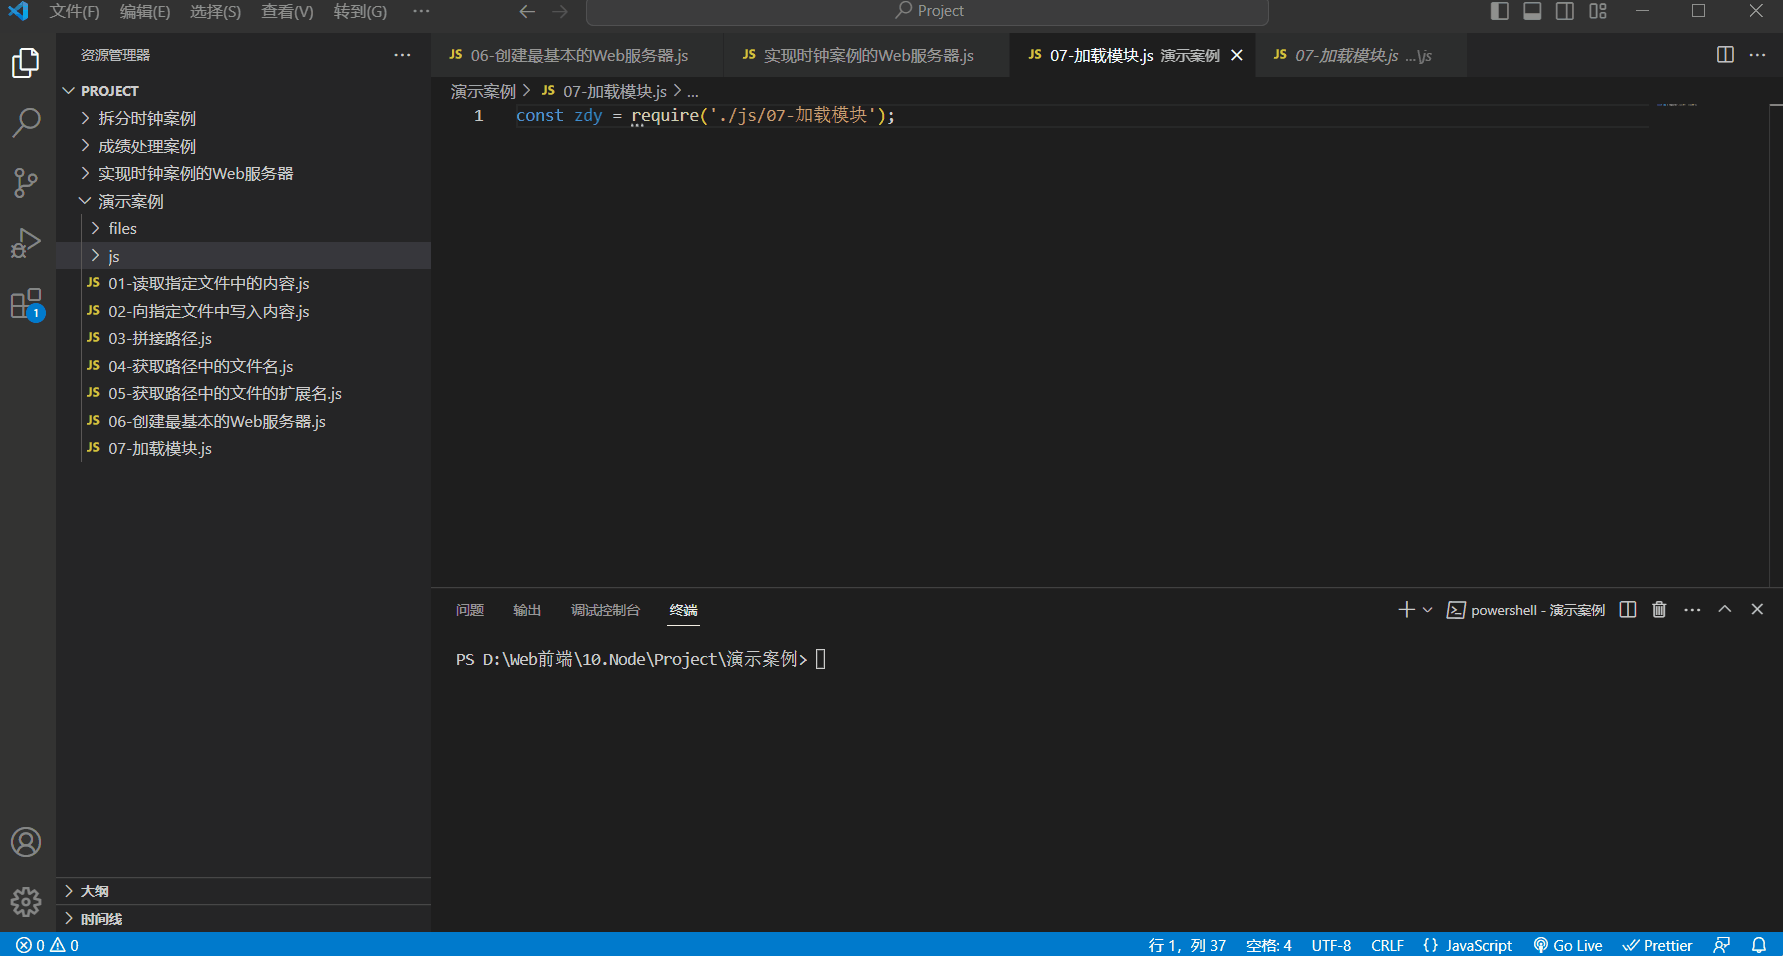 文件(F) 编辑(E) 选择(S) 查看(V) 转到(G) ··· Project
资源管理器 ···
PROJECT
拆分时钟案例
成绩处理案例
实现时钟案例的Web服务器
演示案例
files
js
JS 01-读取指定文件中的内容.js
JS 02-向指定文件中写入内容.js
JS 03-拼接路径.js
JS 04-获取路径中的文件名.js
JS 05-获取路径中的文件的扩展名.js
JS 06-创建最基本的Web服务器.js
JS 07-加载模块.js
大纲
时间线
1
JS 06-创建最基本的Web服务器.js JS 实现时钟案例的Web服务器.js JS 07-加载模块.js 演示案例 JS 07-加载模块.js ...\js
演示案例 > JS 07-加载模块.js > ...
1 const zdy = require('./js/07-加载模块');
问题 输出 调试控制台 终端 powershell - 演示案例
PS D:\Web前端\10.Node\Project\演示案例>
0 0 行 1，列 37 空格: 4 UTF-8 CRLF {} JavaScript Go Live Prettier